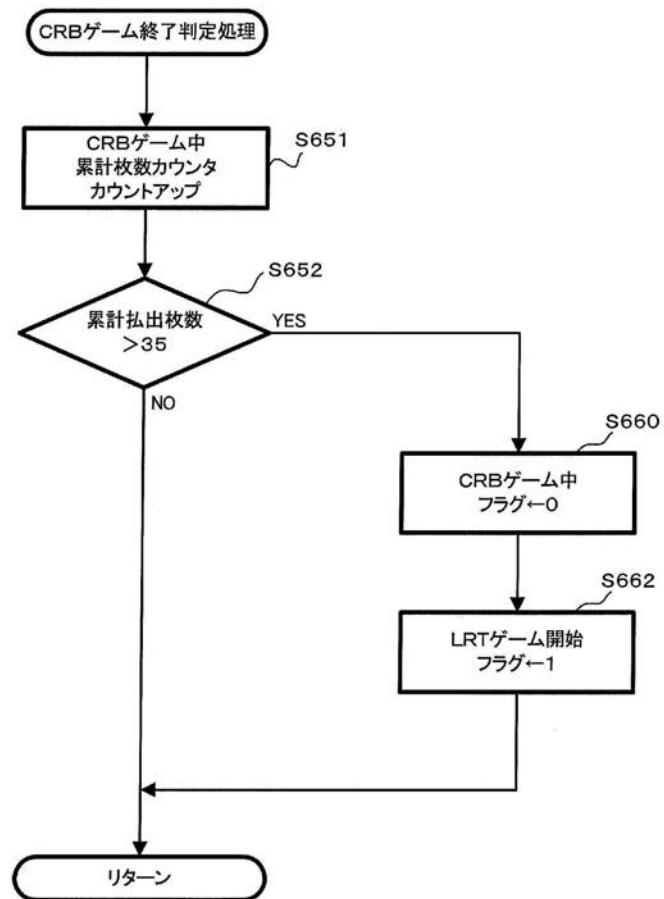 CRBゲーム終了判定処理
CRBゲーム中
累計枚数カウンタ
カウントアップ
S651
S652
累計払出枚数
＞35
YES
NO
S660
CRBゲーム中
フラグ←0
S662
LRTゲーム開始
フラグ←1
リターン